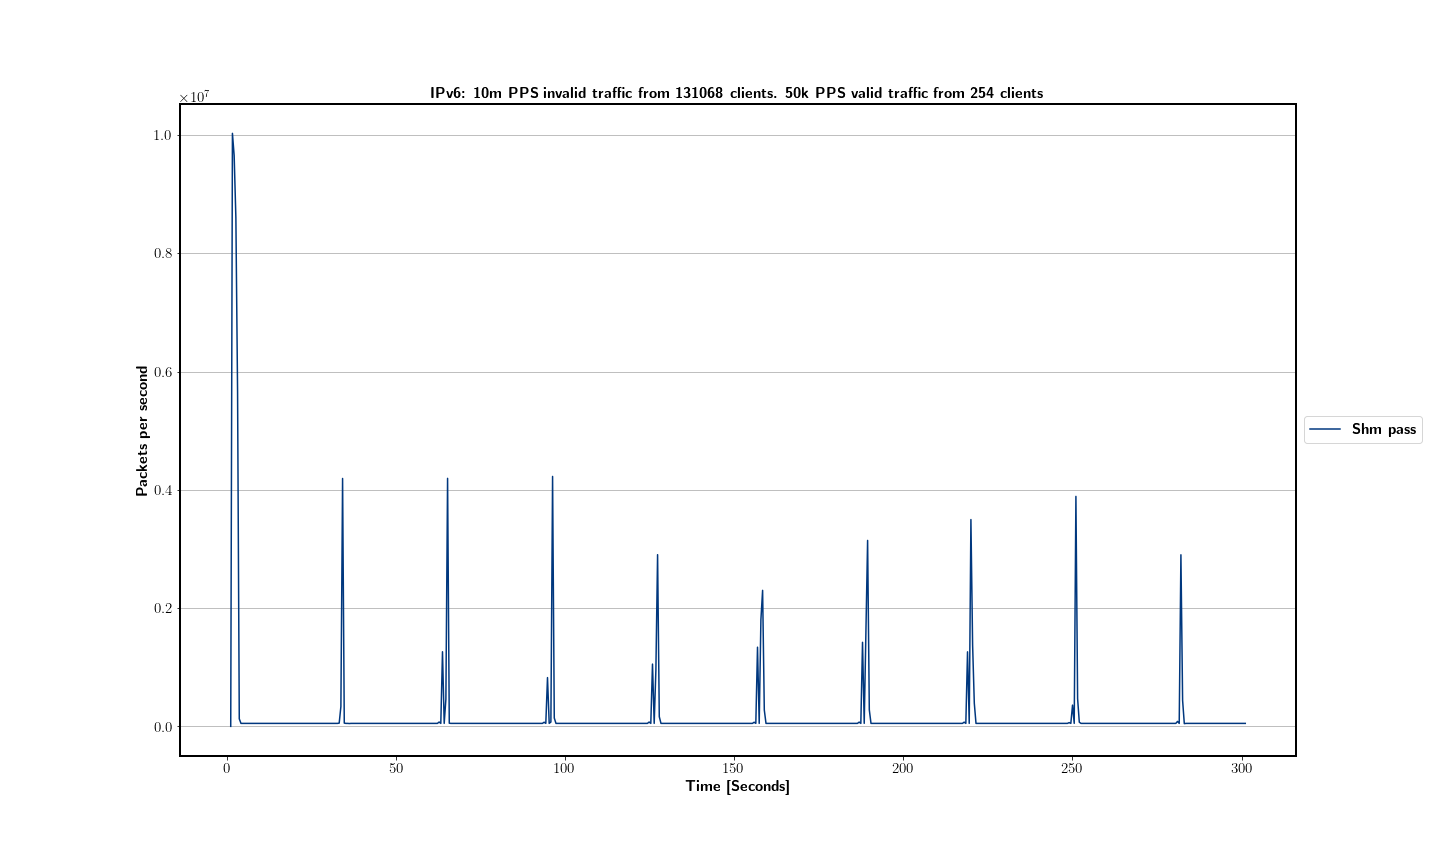 IPv6: 10m PPS invalid traffic from 131068 clients. 50k PPS valid traffic from 254 clients
×10⁷
1.0
0.8
0.6
0.4
0.2
0.0
Packets per second
0 50 100 150 200 250 300
Time [Seconds]
Shm pass